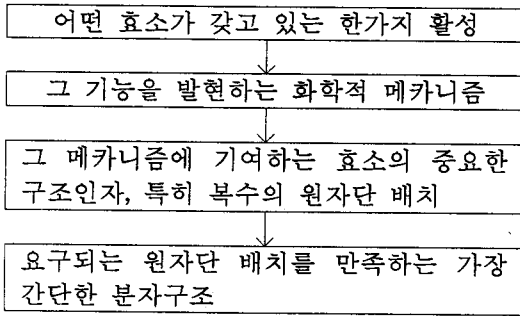 어떤 효소가 갖고 있는 한가지 활성
그 기능을 발현하는 화학적 메카니즘
그 메카니즘에 기여하는 효소의 중요한
구조인자, 특히 복수의 원자단 배치
요구되는 원자단 배치를 만족하는 가장
간단한 분자구조